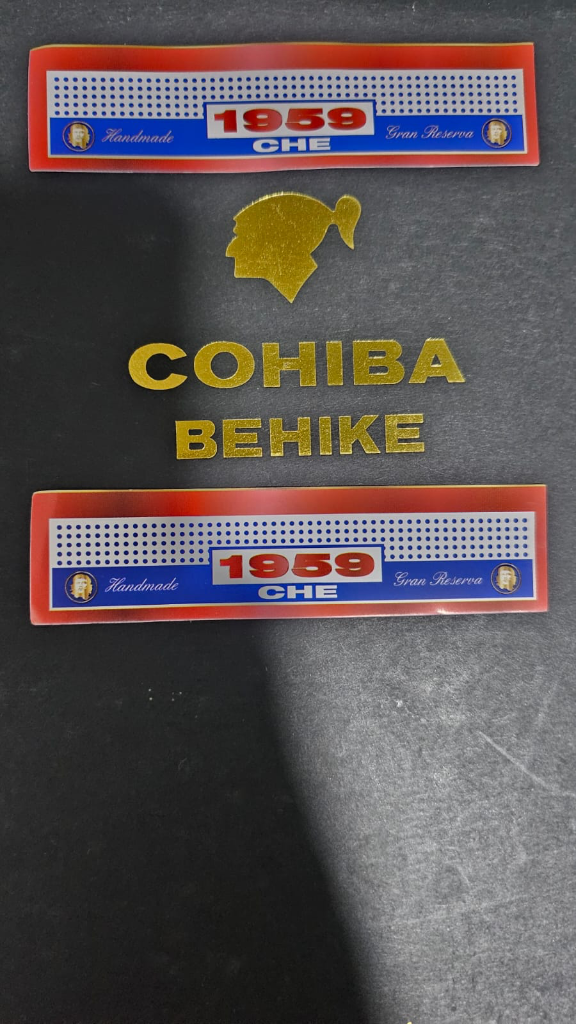 1959
Handmade
Gran Reserva
CHE
COHIBA
BEHIKE
1959
Handmade
Gran Reserva
CHE